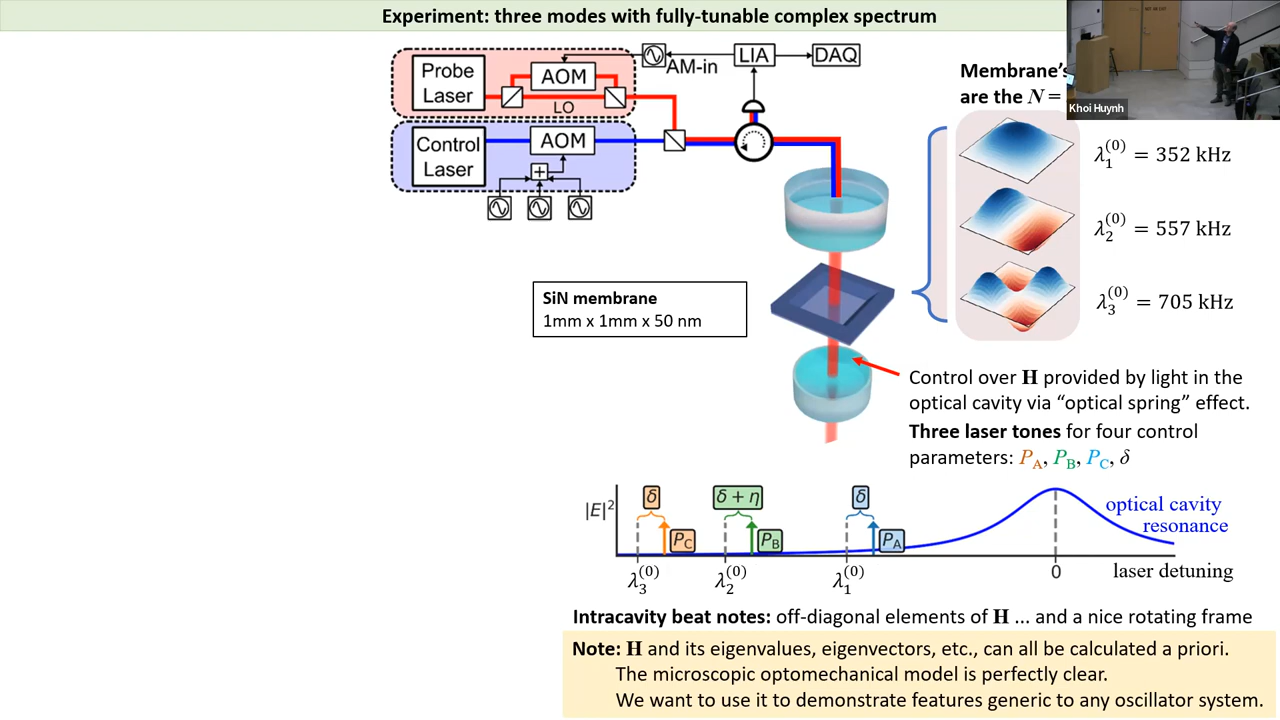 Experiment: three modes with fully-tunable complex spectrum
Probe
Laser
AOM
LO
AM-in
LIA
DAQ
Control
Laser
AOM
+
Membrane's
are the N =
Khoi Huynh
λ₁⁽⁰⁾ = 352 kHz
λ₂⁽⁰⁾ = 557 kHz
λ₃⁽⁰⁾ = 705 kHz
SiN membrane
1mm x 1mm x 50 nm
Control over H provided by light in the
optical cavity via “optical spring” effect.
Three laser tones for four control
parameters: P_A, P_B, P_C, δ
|E|²
δ
δ + η
δ
P_C
P_B
P_A
optical cavity
resonance
λ₃⁽⁰⁾
λ₂⁽⁰⁾
λ₁⁽⁰⁾
0
laser detuning
Intracavity beat notes: off-diagonal elements of H ... and a nice rotating frame
Note: H and its eigenvalues, eigenvectors, etc., can all be calculated a priori.
The microscopic optomechanical model is perfectly clear.
We want to use it to demonstrate features generic to any oscillator system.